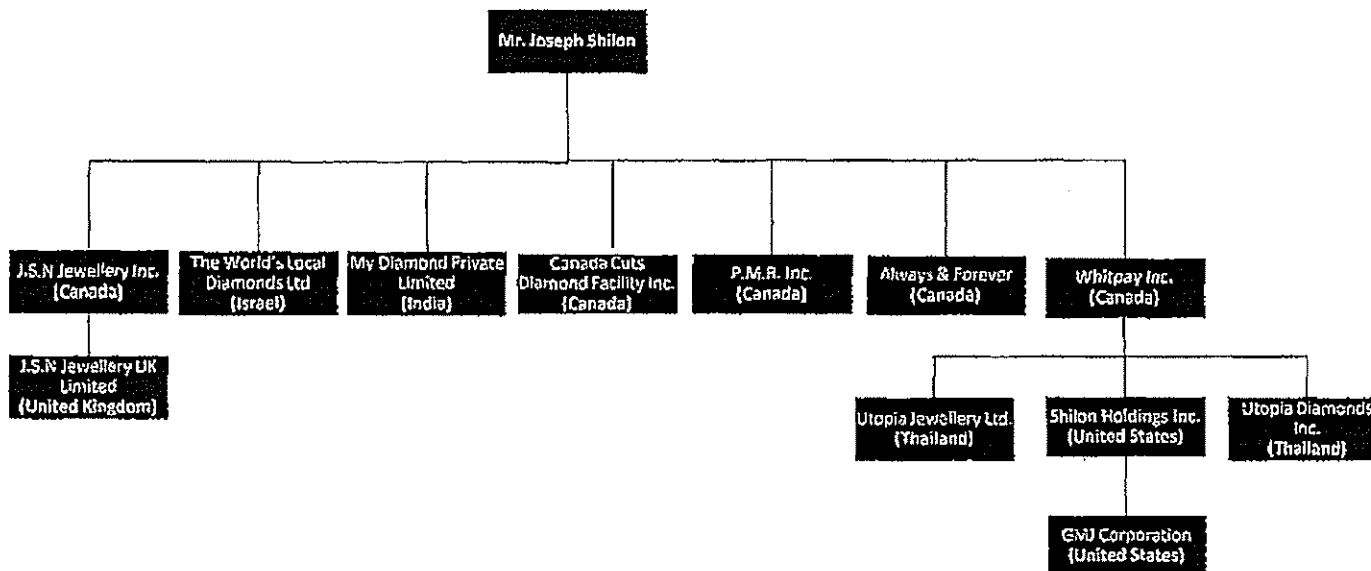 Mr. Joseph Shilon
J.S.N Jewellery Inc.
(Canada)
The World's Local
Diamonds Ltd
(Israel)
My Diamond Private
Limited
(India)
Canada Cuts
Diamond Facility Inc.
(Canada)
P.M.R. Inc.
(Canada)
Always & Forever
(Canada)
Whitpay Inc.
(Canada)
J.S.N Jewellery UK
Limited
(United Kingdom)
Utopia Jewellery Ltd.
(Thailand)
Shilon Holdings Inc.
(United States)
Utopia Diamonds
Inc.
(Thailand)
GMJ Corporation
(United States)